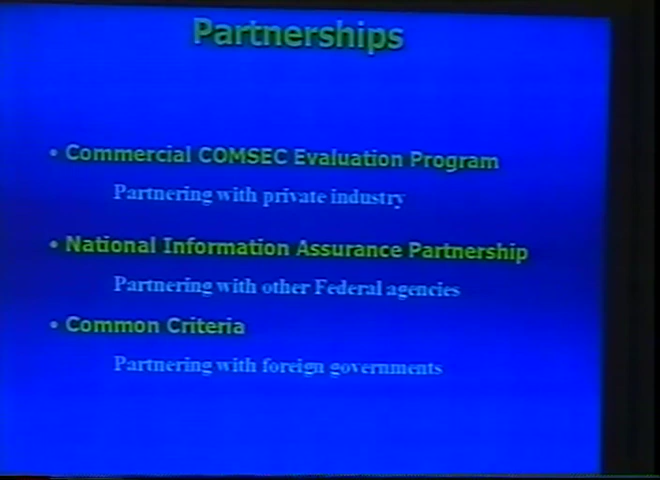 Partnerships
• Commercial COMSEC Evaluation Program
Partnering with private industry
• National Information Assurance Partnership
Partnering with other Federal agencies
• Common Criteria
Partnering with foreign governments